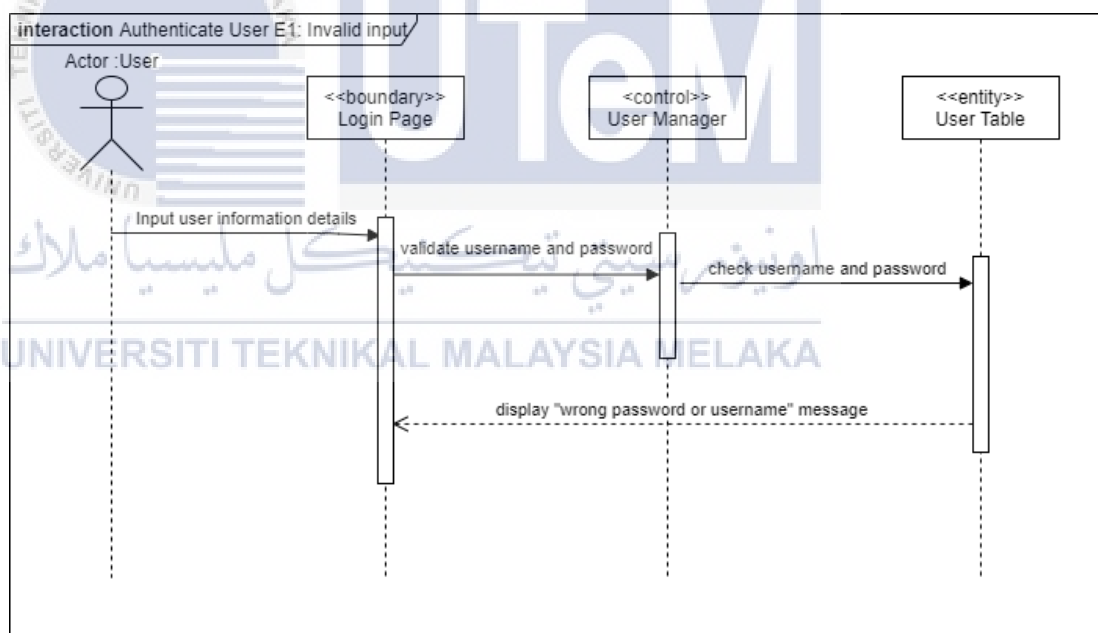 interaction Authenticate User E1: Invalid input
Actor :User
<<boundary>>
Login Page
<<control>>
User Manager
<<entity>>
User Table
UTeM
Input user information details
validate username and password
check username and password
اونيۏرسيتي تيكنيكل مليسيا ملاك
UNIVERSITI TEKNIKAL MALAYSIA MELAKA
display "wrong password or username" message